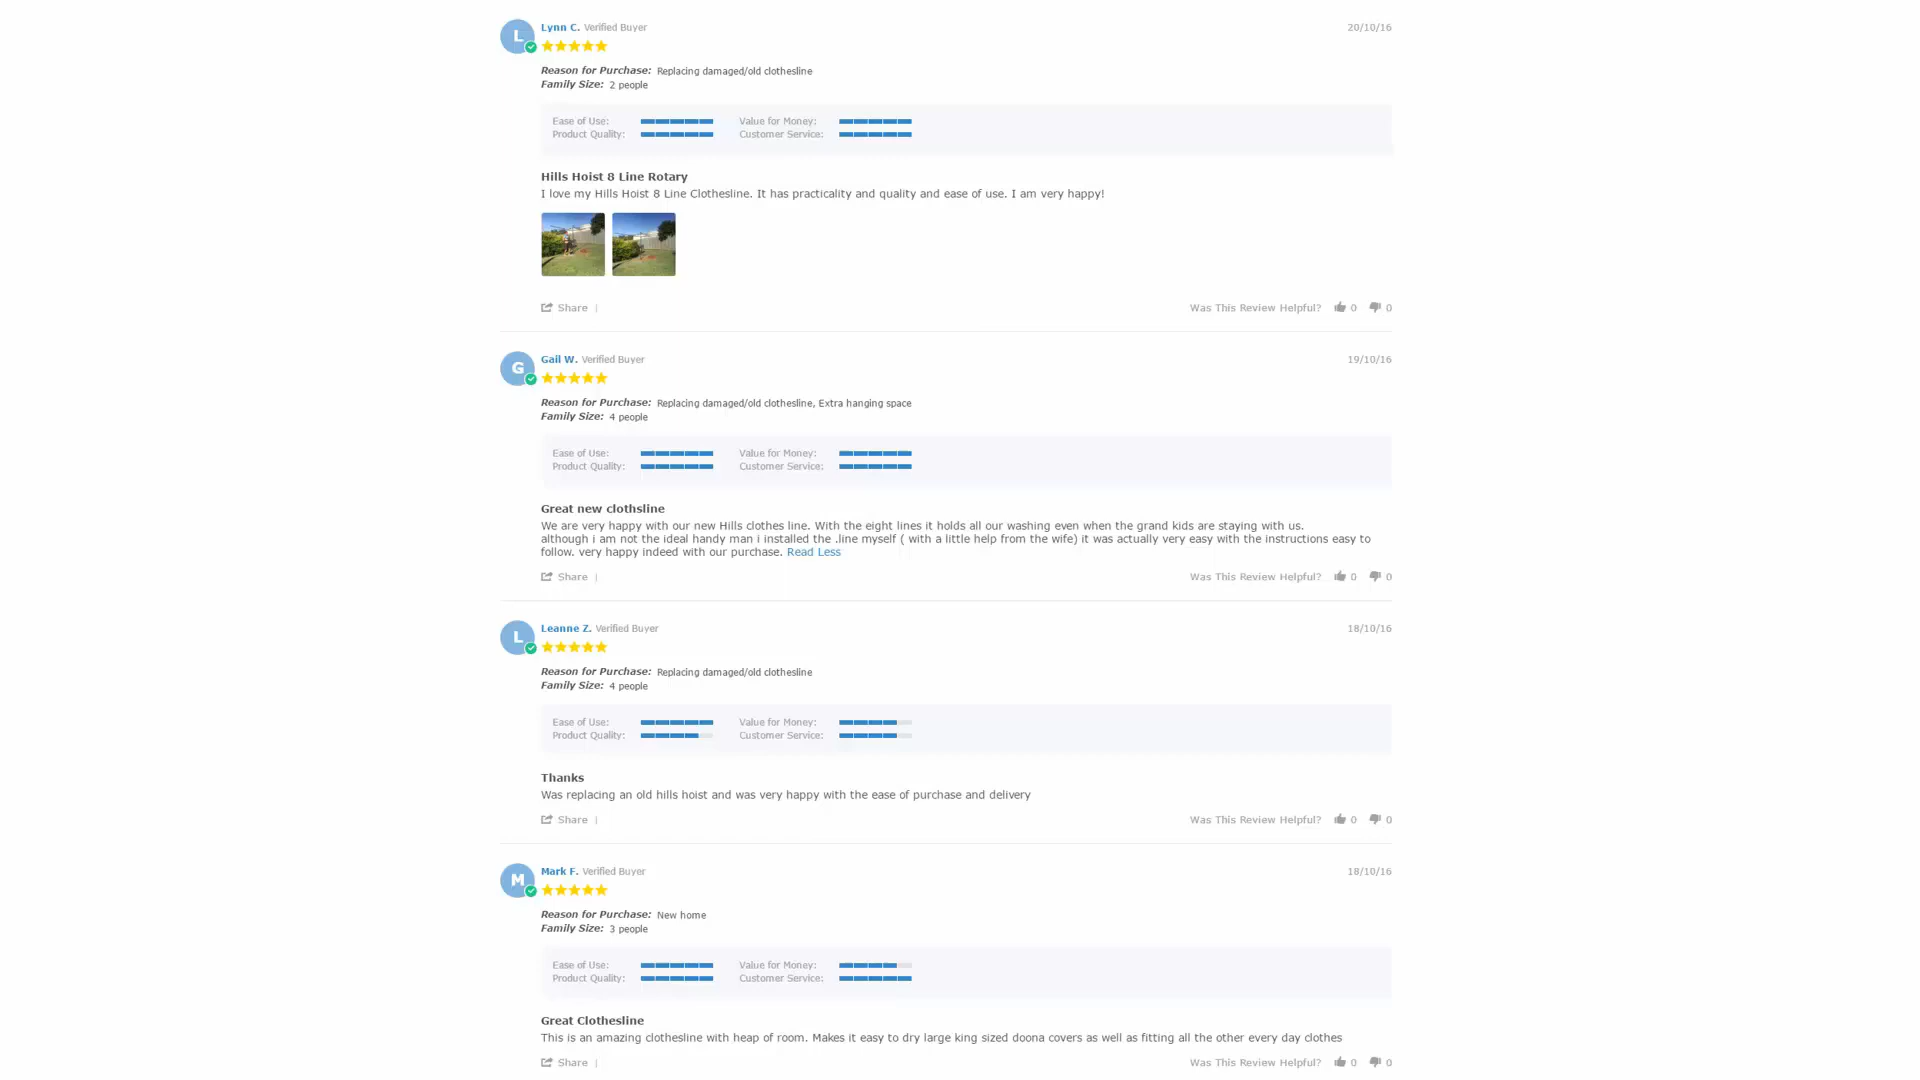 L
Lynn C. Verified Buyer 20/10/16
Reason for Purchase: Replacing damaged/old clothesline
Family Size: 2 people
Ease of Use: Value for Money:
Product Quality: Customer Service:
Hills Hoist 8 Line Rotary
I love my Hills Hoist 8 Line Clothesline. It has practicality and quality and ease of use. I am very happy!
Share | Was This Review Helpful? 0 0
G
Gail W. Verified Buyer 19/10/16
Reason for Purchase: Replacing damaged/old clothesline, Extra hanging space
Family Size: 4 people
Ease of Use: Value for Money:
Product Quality: Customer Service:
Great new clothsline
We are very happy with our new Hills clothes line. With the eight lines it holds all our washing even when the grand kids are staying with us.
although i am not the ideal handy man i installed the .line myself ( with a little help from the wife) it was actually very easy with the instructions easy to
follow. very happy indeed with our purchase. Read Less
Share | Was This Review Helpful? 0 0
L
Leanne Z. Verified Buyer 18/10/16
Reason for Purchase: Replacing damaged/old clothesline
Family Size: 4 people
Ease of Use: Value for Money:
Product Quality: Customer Service:
Thanks
Was replacing an old hills hoist and was very happy with the ease of purchase and delivery
Share | Was This Review Helpful? 0 0
M
Mark F. Verified Buyer 18/10/16
Reason for Purchase: New home
Family Size: 3 people
Ease of Use: Value for Money:
Product Quality: Customer Service:
Great Clothesline
This is an amazing clothesline with heap of room. Makes it easy to dry large king sized doona covers as well as fitting all the other every day clothes
Share | Was This Review Helpful? 0 0